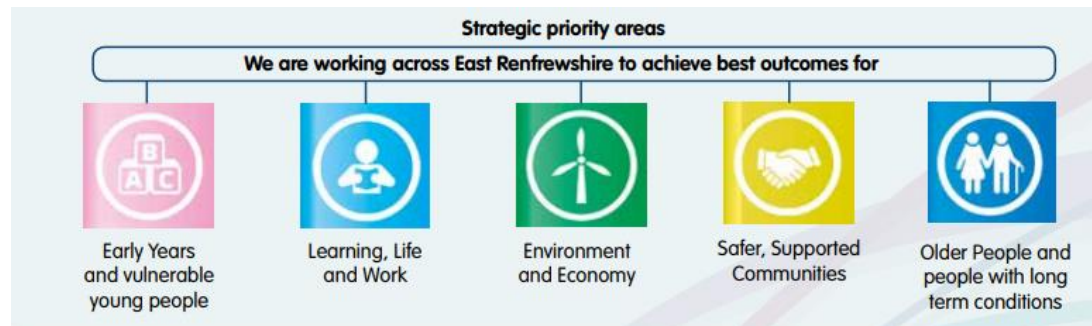 Strategic priority areas
We are working across East Renfrewshire to achieve best outcomes for
B
A C
Early Years
and vulnerable
young people
Learning, Life
and Work
Environment
and Economy
Safer, Supported
Communities
Older People and
people with long
term conditions